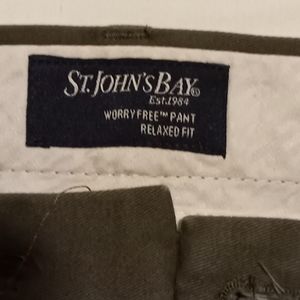 ST. JOHN'S BAY®
Est.1984
WORRY FREE™ PANT
RELAXED FIT